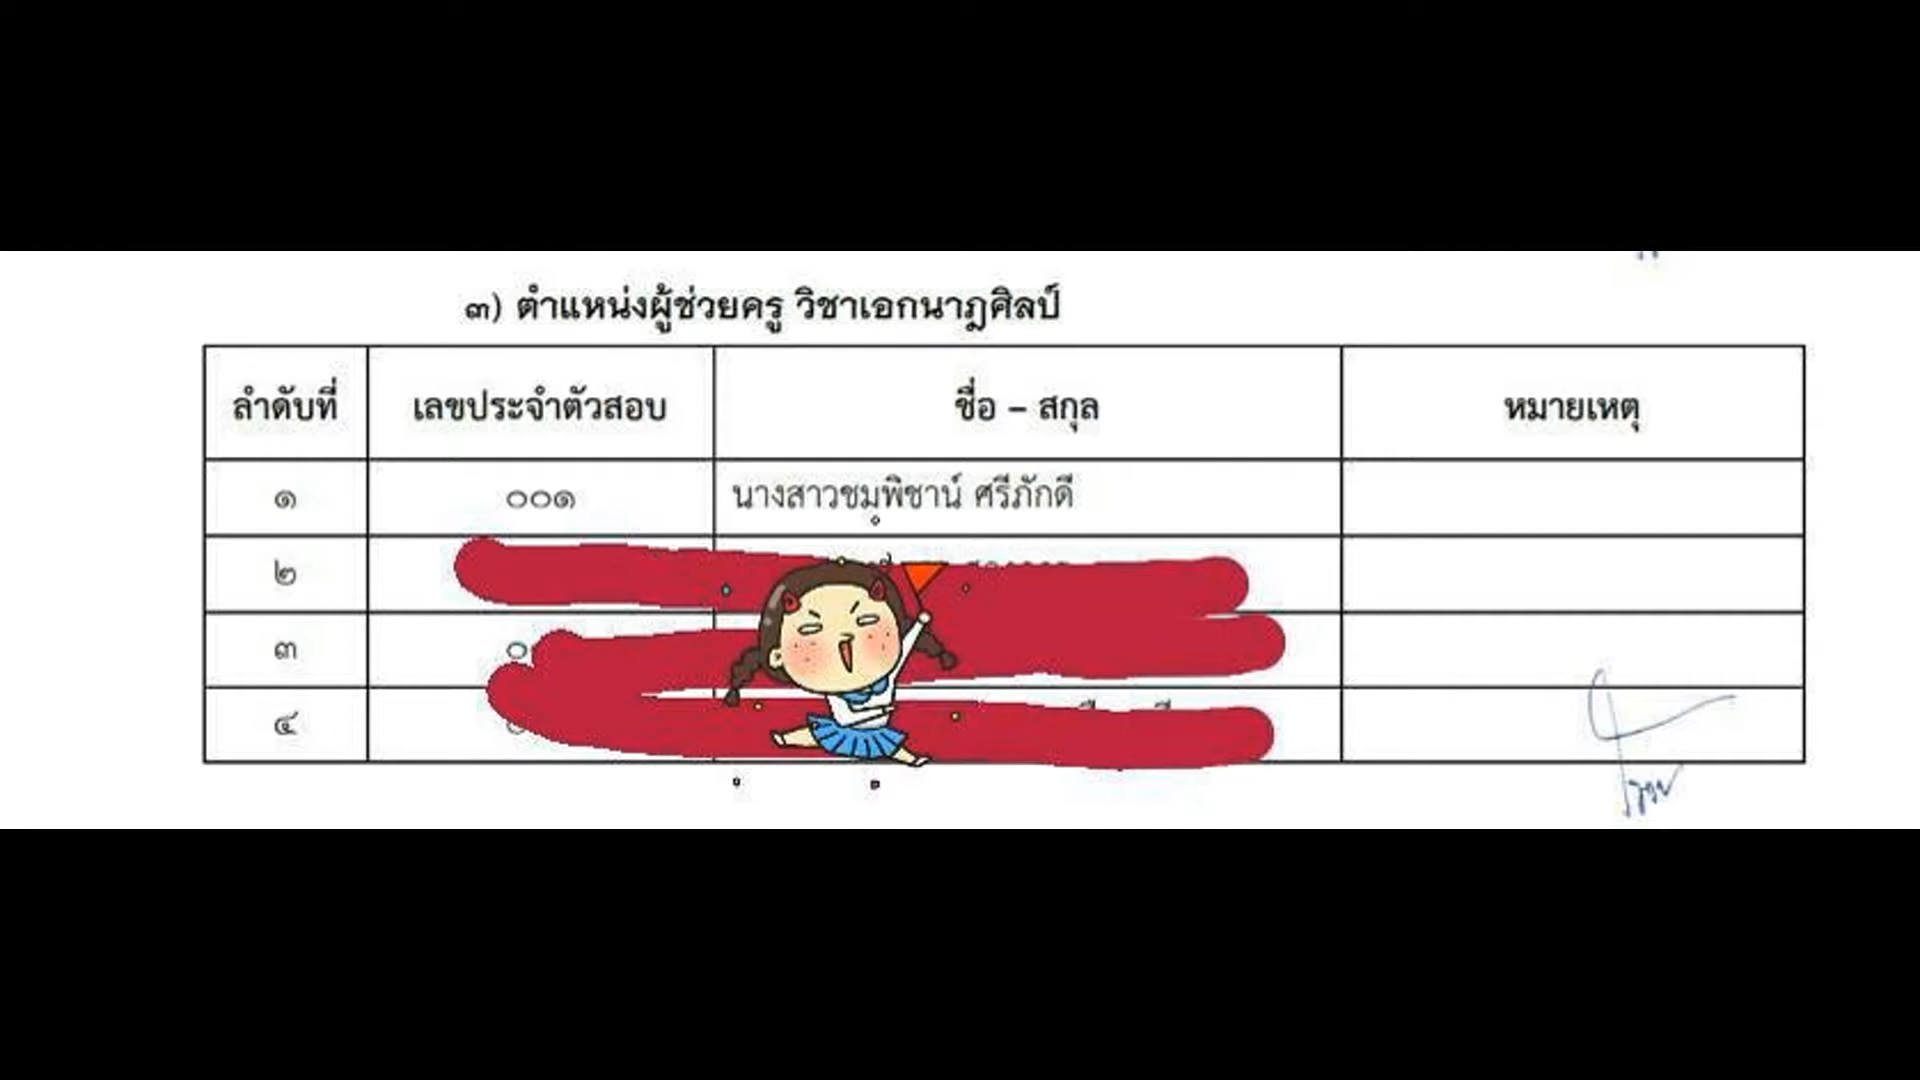 ๓) ตำแหน่งผู้ช่วยครู วิชาเอกนาฎศิลป์
ลำดับที่ เลขประจำตัวสอบ ชื่อ – สกุล หมายเหตุ
๑ ๐๐๑ นางสาวชมุพิชาน์ ศรีภักดี
๒
๓ ๐
๔